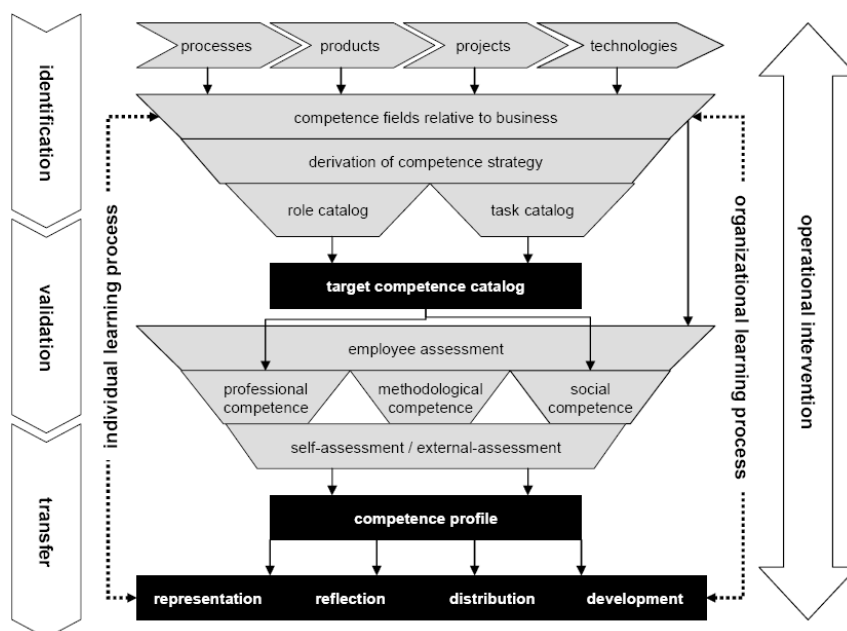 processes
products
projects
technologies
identification
competence fields relative to business
derivation of competence strategy
role catalog
task catalog
individual learning process
organizational learning process
operational intervention
target competence catalog
validation
employee assessment
professional
competence
methodological
competence
social
competence
self-assessment / external-assessment
transfer
competence profile
representation
reflection
distribution
development